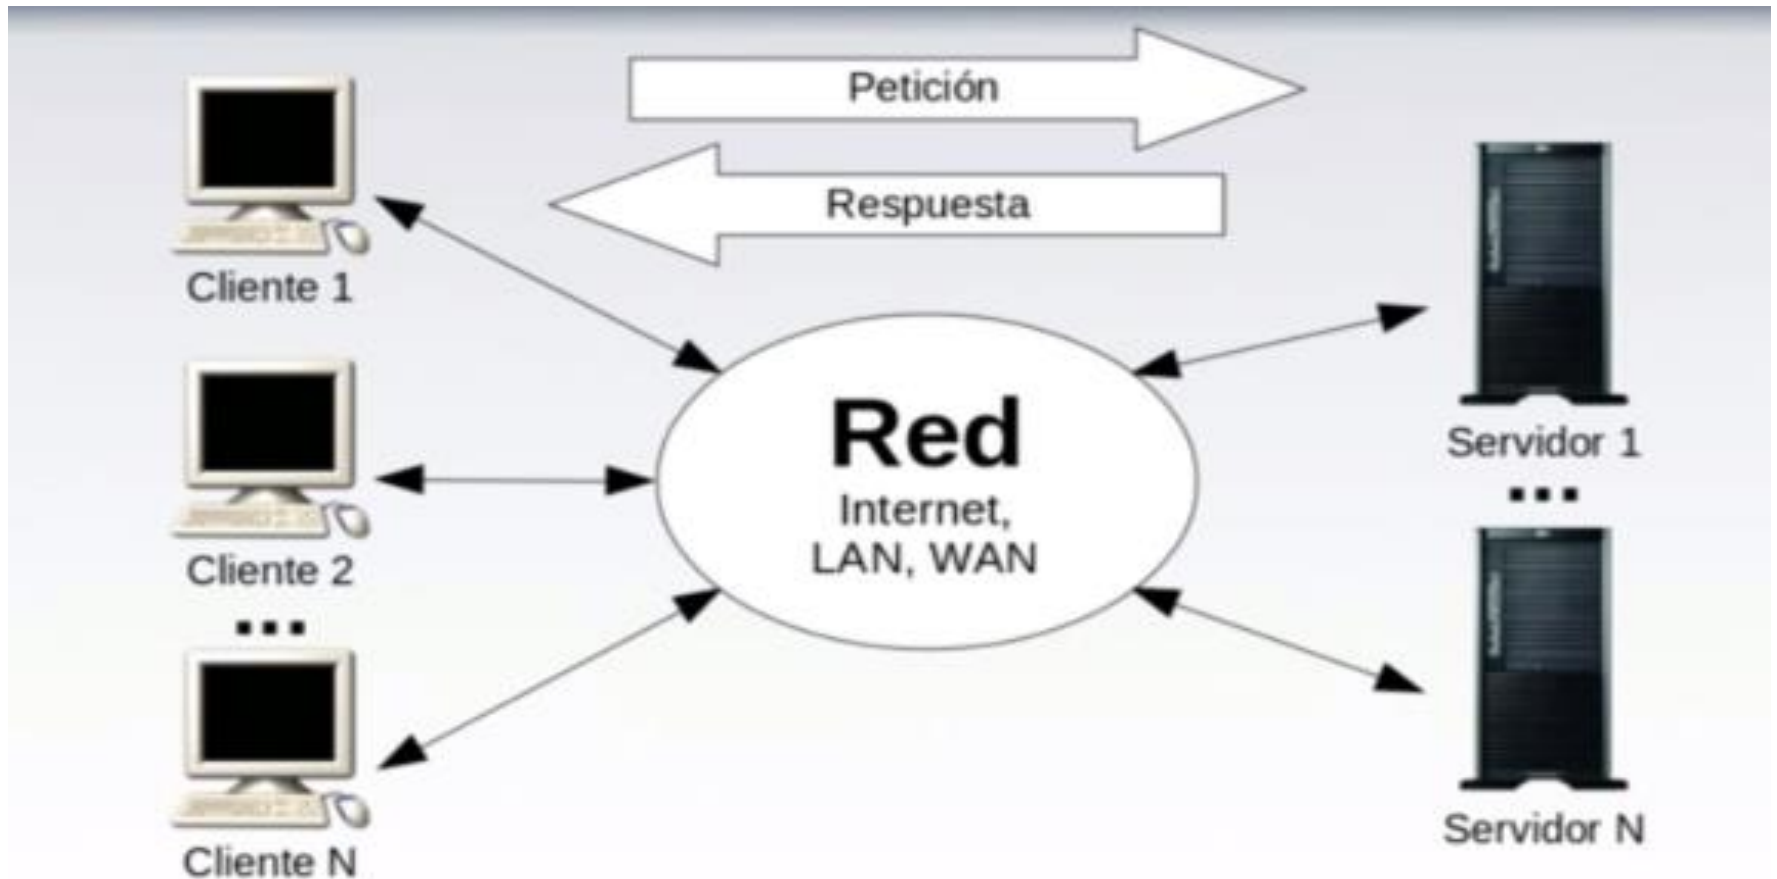 Petición
Respuesta
Cliente 1
Cliente 2
...
Cliente N
Red
Internet,
LAN, WAN
Servidor 1
...
Servidor N